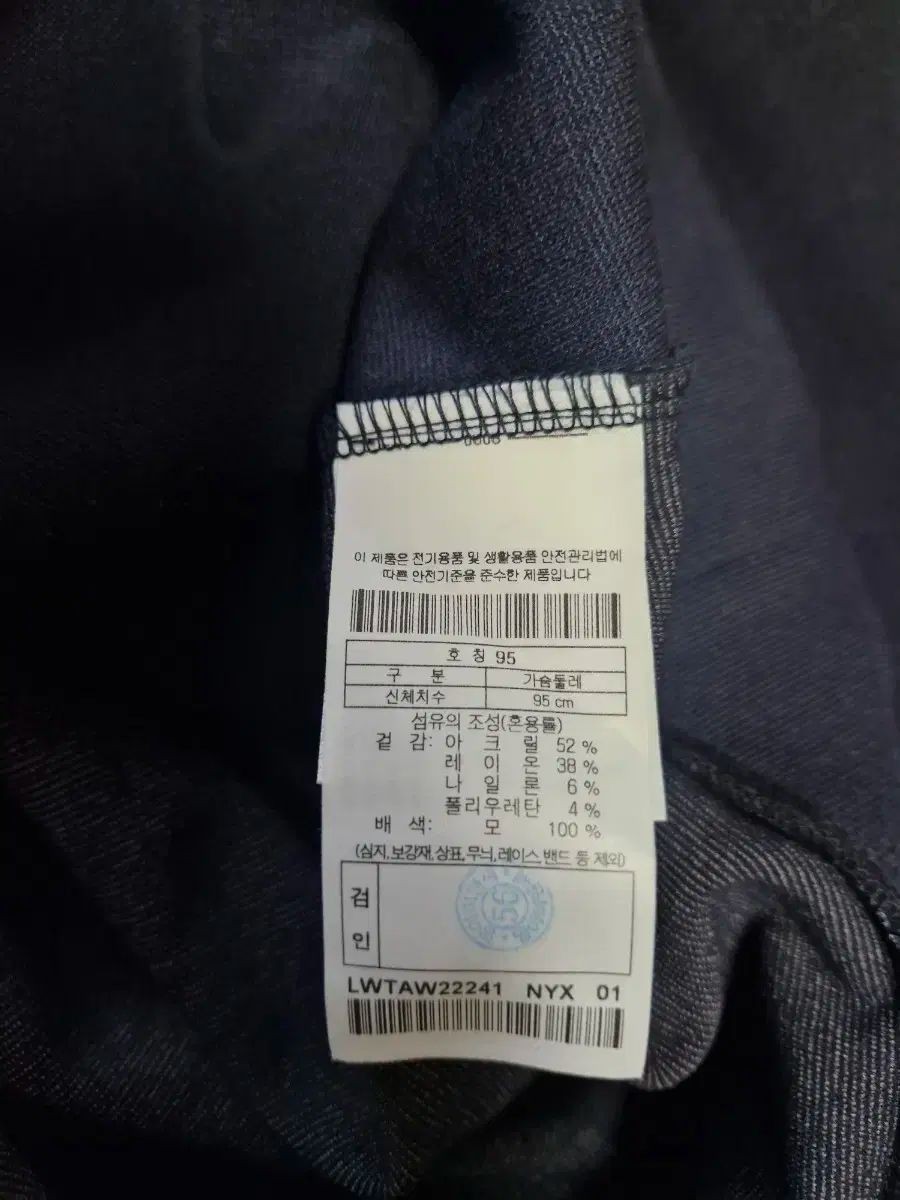 이 제품은 전기용품 및 생활용품 안전관리법에
따른 안전기준을 준수한 제품입니다
호 칭 95
구 분 가슴둘레
신체치수 95 cm
섬유의 조성(혼용률)
겉 감: 아 크 릴 52 %
레 이 온 38 %
나 일 론 6 %
폴리우레탄 4 %
배 색: 모 100 %
(심지,보강재,상표,무늬,레이스,밴드 등 제외)
검
인
56
LWTAW22241 NYX 01